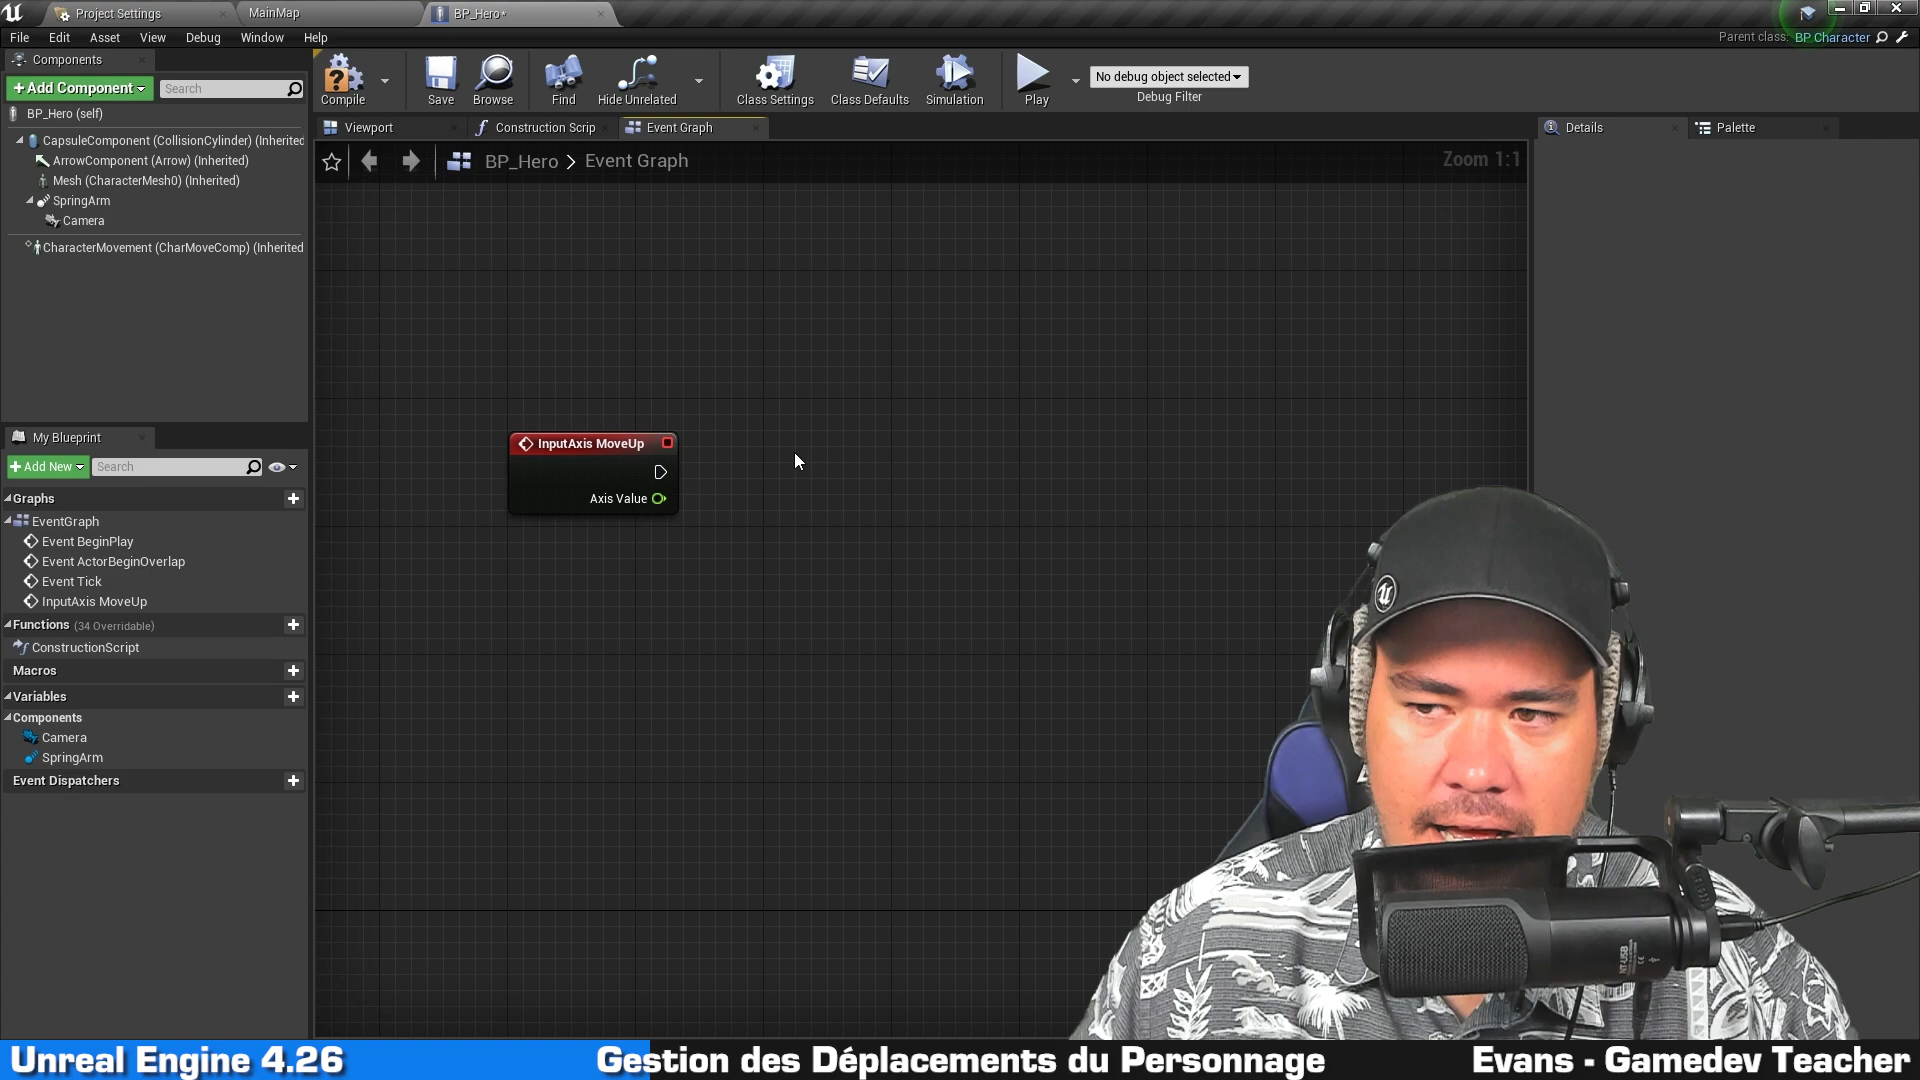 Project Settings
MainMap
BP_Hero*
File Edit Asset View Debug Window Help
Parent class: BP Character
Components
+Add Component
Search
Compile
Save
Browse
Find
Hide Unrelated
Class Settings
Class Defaults
Simulation
Play
No debug object selected
Debug Filter
BP_Hero (self)
CapsuleComponent (CollisionCylinder) (Inherited
ArrowComponent (Arrow) (Inherited)
Mesh (CharacterMesh0) (Inherited)
SpringArm
Camera
CharacterMovement (CharMoveComp) (Inherited
Viewport
Construction Scrip
Event Graph
Details
Palette
BP_Hero > Event Graph
Zoom 1:1
InputAxis MoveUp
Axis Value
My Blueprint
+Add New
Search
Graphs
EventGraph
Event BeginPlay
Event ActorBeginOverlap
Event Tick
InputAxis MoveUp
Functions (34 Overridable)
ConstructionScript
Macros
Variables
Components
Camera
SpringArm
Event Dispatchers
NT-USB
Unreal Engine 4.26
Gestion des Déplacements du Personnage
Evans - Gamedev Teacher